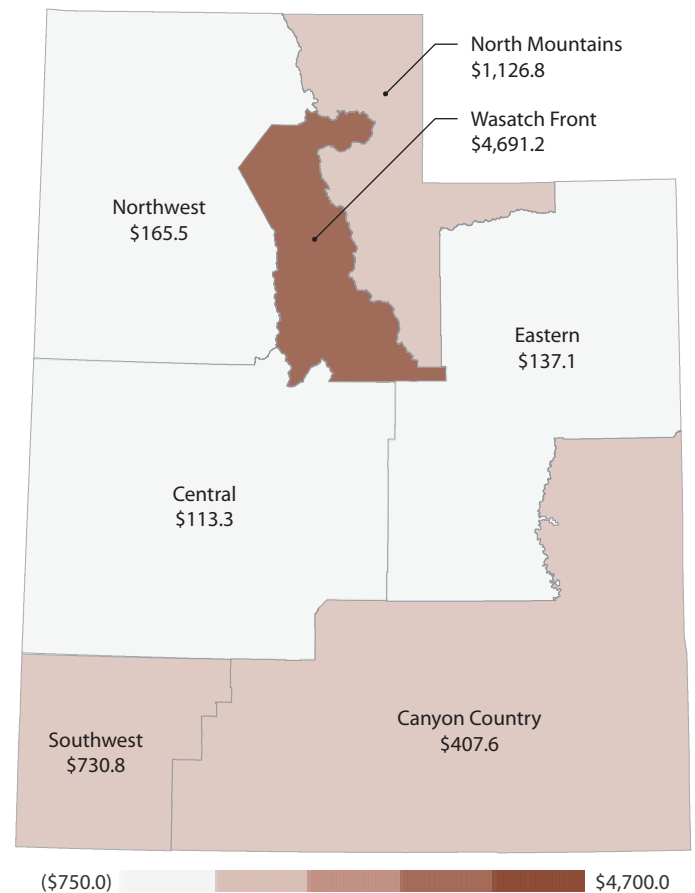 North Mountains
$1,126.8
Wasatch Front
$4,691.2
Northwest
$165.5
Eastern
$137.1
Central
$113.3
Canyon Country
$407.6
Southwest
$730.8
($750.0)
$4,700.0